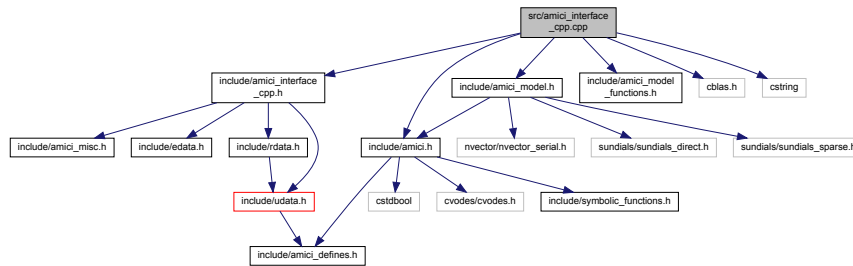 src/amici_interface
_cpp.cpp
include/amici_interface
_cpp.h
include/amici_model.h
include/amici_model
_functions.h
cblas.h
cstring
include/amici_misc.h
include/edata.h
include/rdata.h
include/amici.h
nvector/nvector_serial.h
sundials/sundials_direct.h
sundials/sundials_sparse.h
include/udata.h
cstdbool
cvodes/cvodes.h
include/symbolic_functions.h
include/amici_defines.h